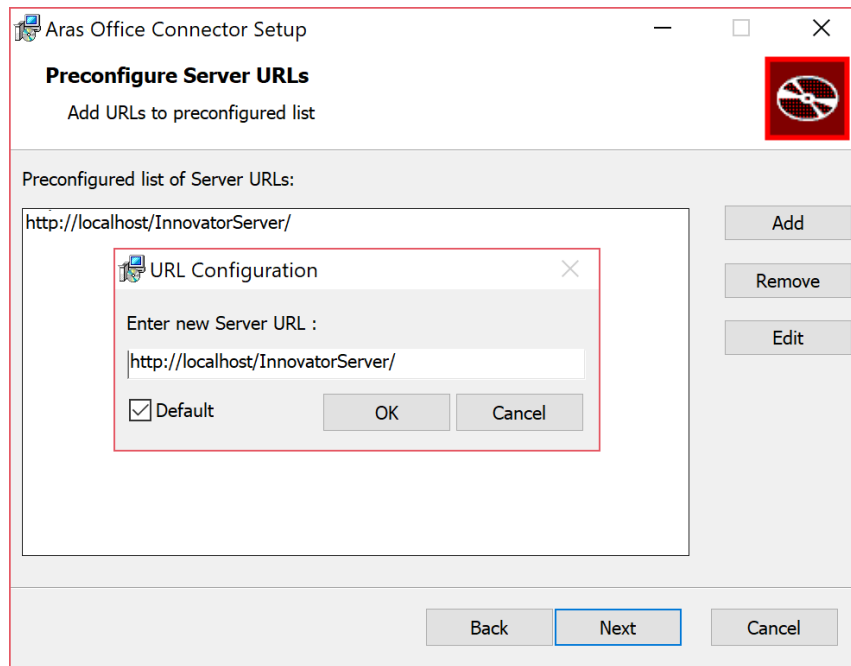 Aras Office Connector Setup
Preconfigure Server URLs
Add URLs to preconfigured list
Preconfigured list of Server URLs:
http://localhost/InnovatorServer/
Add
URL Configuration
Remove
Enter new Server URL :
Edit
http://localhost/InnovatorServer/
Default
OK
Cancel
Back
Next
Cancel